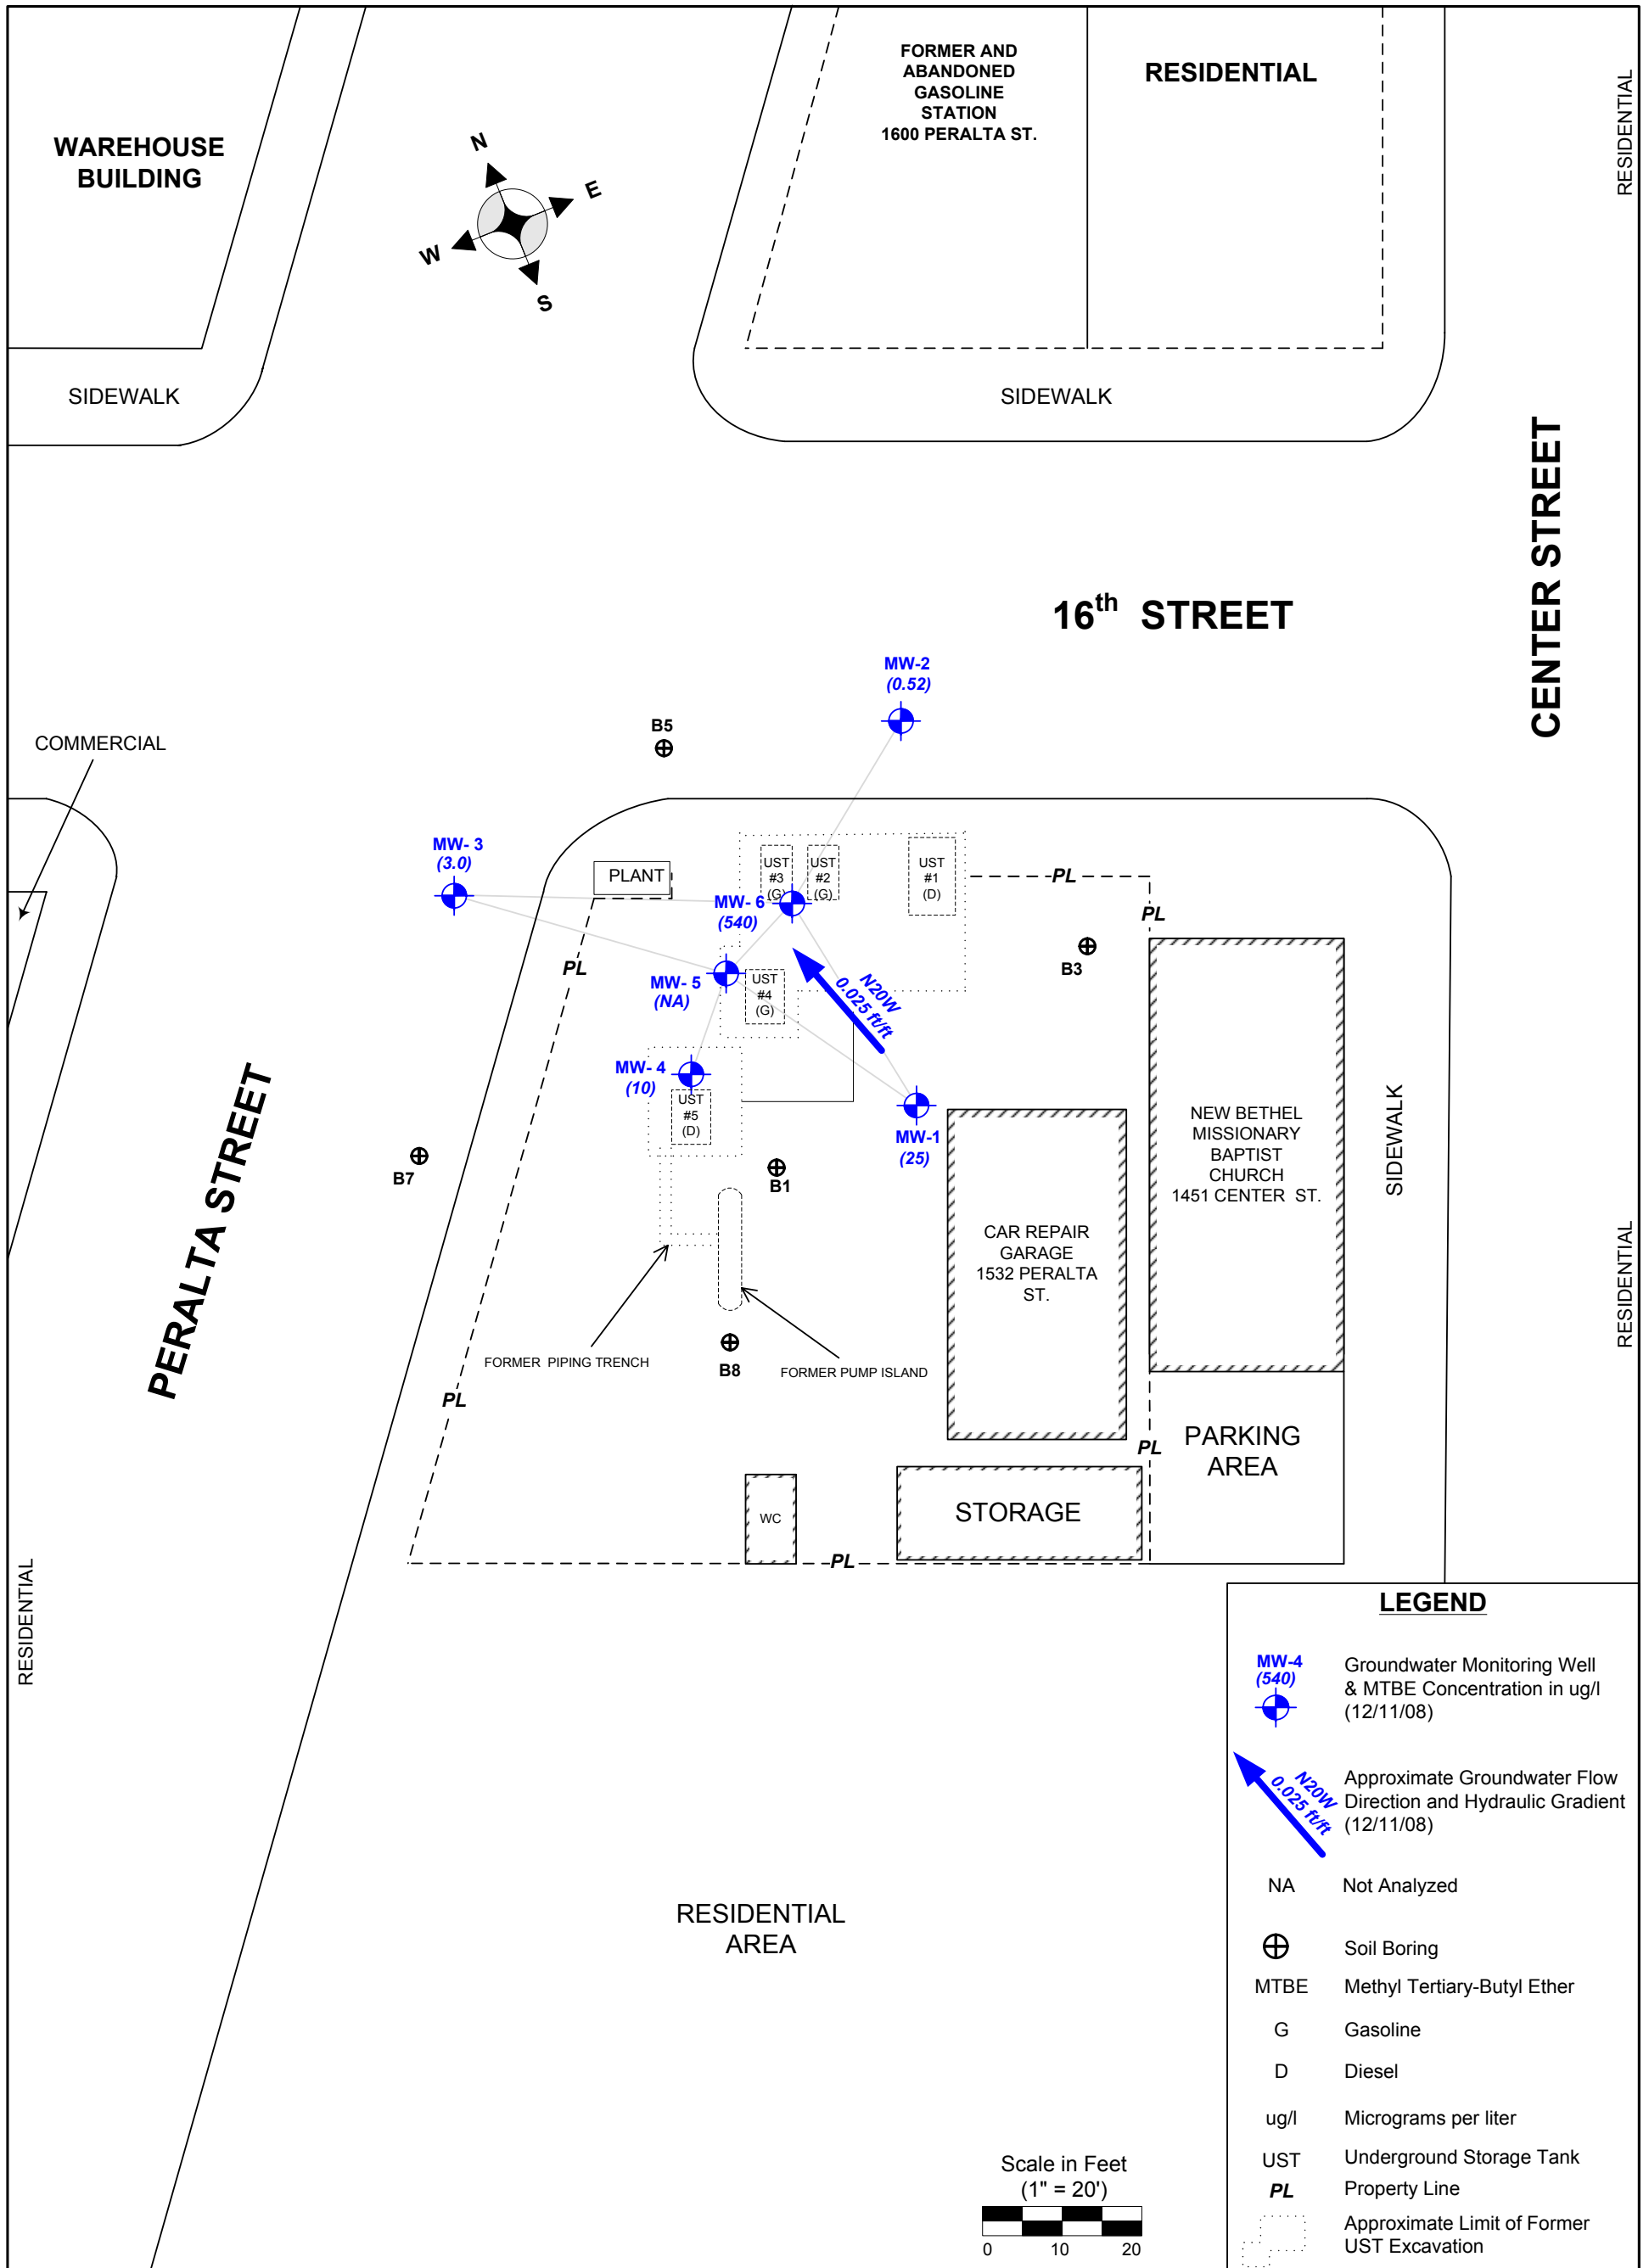 FORMER AND
ABANDONED
GASOLINE
STATION
1600 PERALTA ST.
RESIDENTIAL
RESIDENTIAL
WAREHOUSE
BUILDING
N
E
W
S
SIDEWALK
SIDEWALK
CENTER STREET
16th STREET
MW-2
(0.52)
B5
COMMERCIAL
MW- 3
(3.0)
PLANT
UST
#3
(G)
UST
#2
(G)
UST
#1
(D)
PL
MW- 6
(540)
PL
B3
PL
MW- 5
(NA)
UST
#4
(G)
N20W
0.025 ft/ft
MW- 4
(10)
UST
#5
(D)
MW-1
(25)
NEW BETHEL
MISSIONARY
BAPTIST
CHURCH
1451 CENTER ST.
SIDEWALK
PERALTA STREET
B7
B1
CAR REPAIR
GARAGE
1532 PERALTA
ST.
RESIDENTIAL
FORMER PIPING TRENCH
B8
FORMER PUMP ISLAND
PL
PL
PARKING
AREA
WC
STORAGE
PL
RESIDENTIAL
RESIDENTIAL
AREA
LEGEND
MW-4
(540)
Groundwater Monitoring Well
& MTBE Concentration in ug/l
(12/11/08)
N20W
0.025 ft/ft
Approximate Groundwater Flow
Direction and Hydraulic Gradient
(12/11/08)
NA Not Analyzed
Soil Boring
MTBE Methyl Tertiary-Butyl Ether
G Gasoline
D Diesel
ug/l Micrograms per liter
UST Underground Storage Tank
PL Property Line
Approximate Limit of Former
UST Excavation
Scale in Feet
(1" = 20')
0 10 20